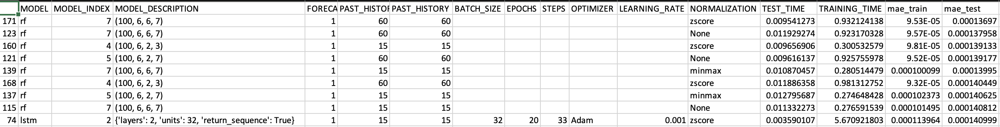 MODEL MODEL_INDEX MODEL_DESCRIPTION FORECA PAST_HISTOF PAST_HISTORY BATCH_SIZE EPOCHS STEPS OPTIMIZER LEARNING_RATE NORMALIZATION TEST_TIME TRAINING_TIME mae_train mae_test
171 rf 7 (100, 6, 6, 7) 1 60 60 zscore 0.009541273 0.932124138 9.53E-05 0.00013697
123 rf 7 (100, 6, 6, 7) 1 60 60 None 0.011929274 0.923170328 9.57E-05 0.000137958
160 rf 4 (100, 6, 2, 3) 1 15 15 zscore 0.009656906 0.300532579 9.81E-05 0.000139133
121 rf 5 (100, 6, 2, 7) 1 60 60 None 0.009616137 0.925755978 9.52E-05 0.000139177
139 rf 7 (100, 6, 6, 7) 1 15 15 minmax 0.010870457 0.280514479 0.000100099 0.00013995
168 rf 4 (100, 6, 2, 3) 1 60 60 zscore 0.011886358 0.981312752 9.32E-05 0.000140449
137 rf 5 (100, 6, 2, 7) 1 15 15 minmax 0.012795687 0.274648428 0.000102373 0.000140625
115 rf 7 (100, 6, 6, 7) 1 15 15 None 0.011332273 0.276591539 0.000101495 0.000140812
74 lstm 2 {'layers': 2, 'units': 32, 'return_sequence': True} 1 15 15 32 20 33 Adam 0.001 zscore 0.003590107 5.670921803 0.000113964 0.000140999